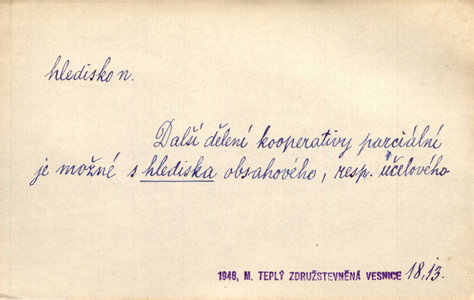 hledisko n.
Další dělení kooperativy parciální
je možné s hlediska obsahového, resp. účelového
1946, M. TEPLÝ ZDRUŽSTEVNĚNÁ VESNICE 18,13.